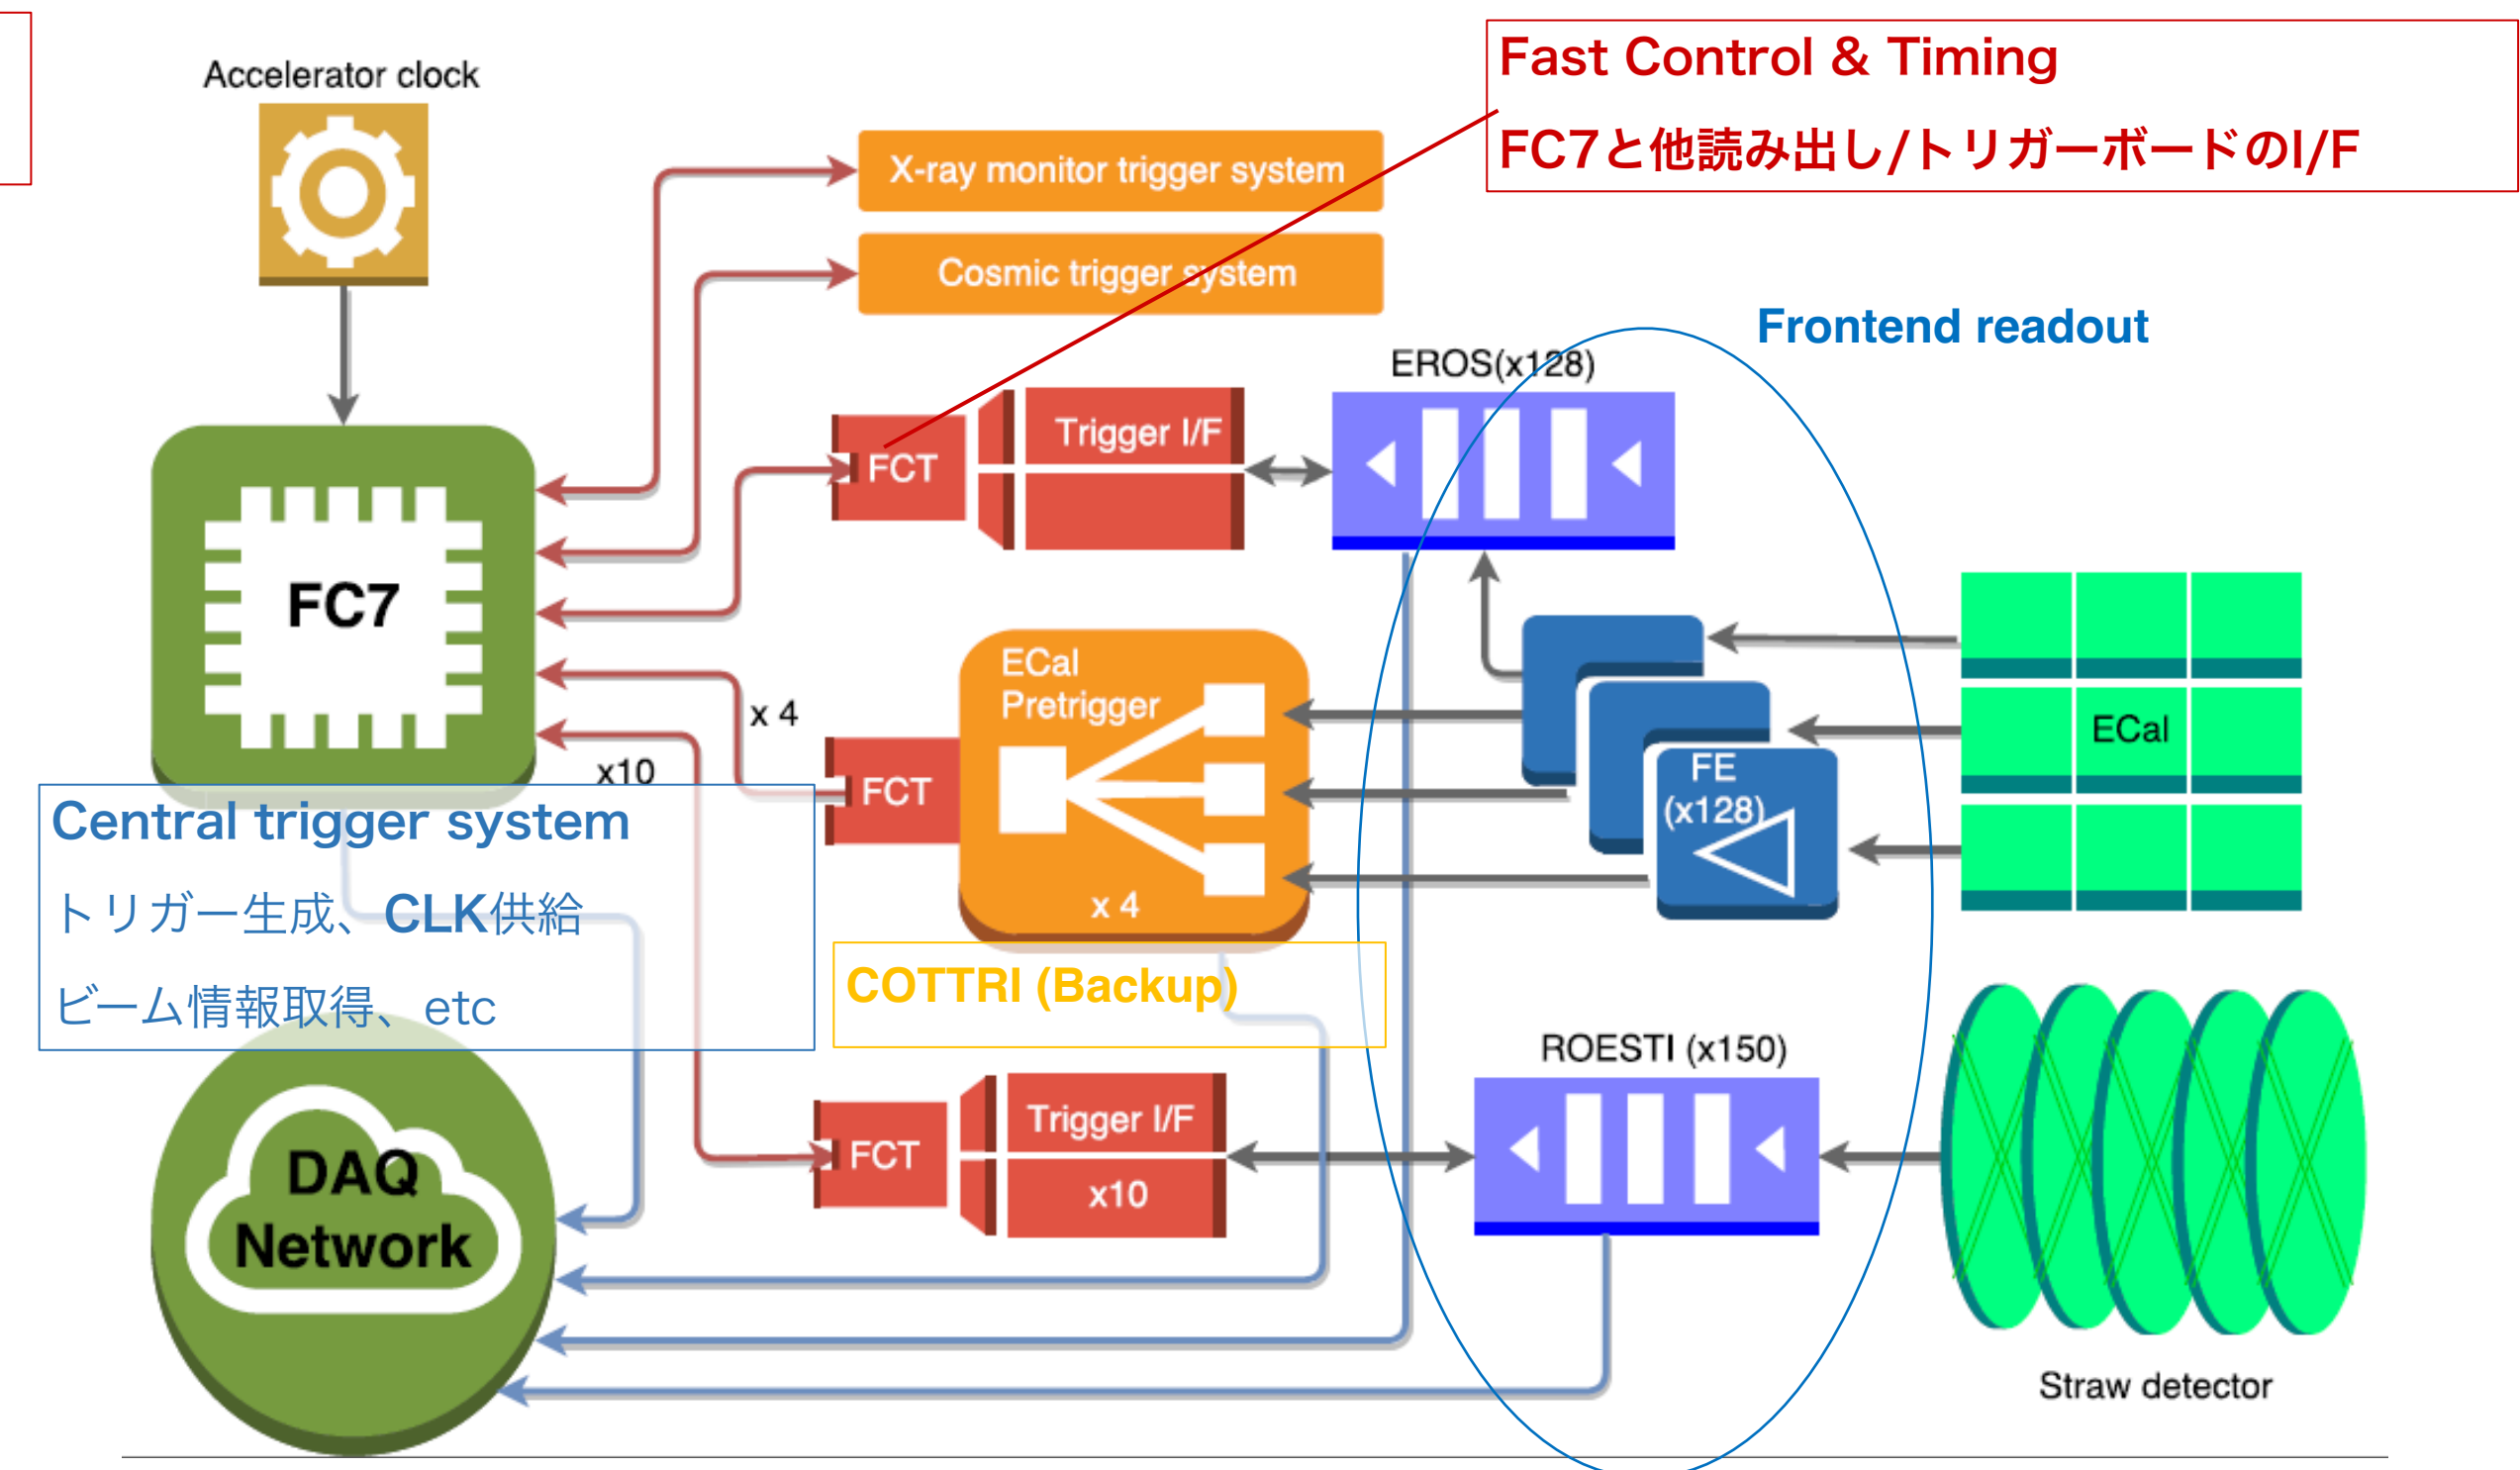 Accelerator clock
Fast Control & Timing
FC7と他読み出し/トリガーボードのI/F
X-ray monitor trigger system
Cosmic trigger system
Frontend readout
EROS(x128)
Trigger I/F
FCT
FC7
ECal
Pretrigger
x 4
x10
FCT
x 4
FE
(x128)
ECal
Central trigger system
トリガー生成、CLK供給
ビーム情報取得、etc
COTTRI (Backup)
ROESTI (x150)
FCT
Trigger I/F
x10
DAQ
Network
Straw detector